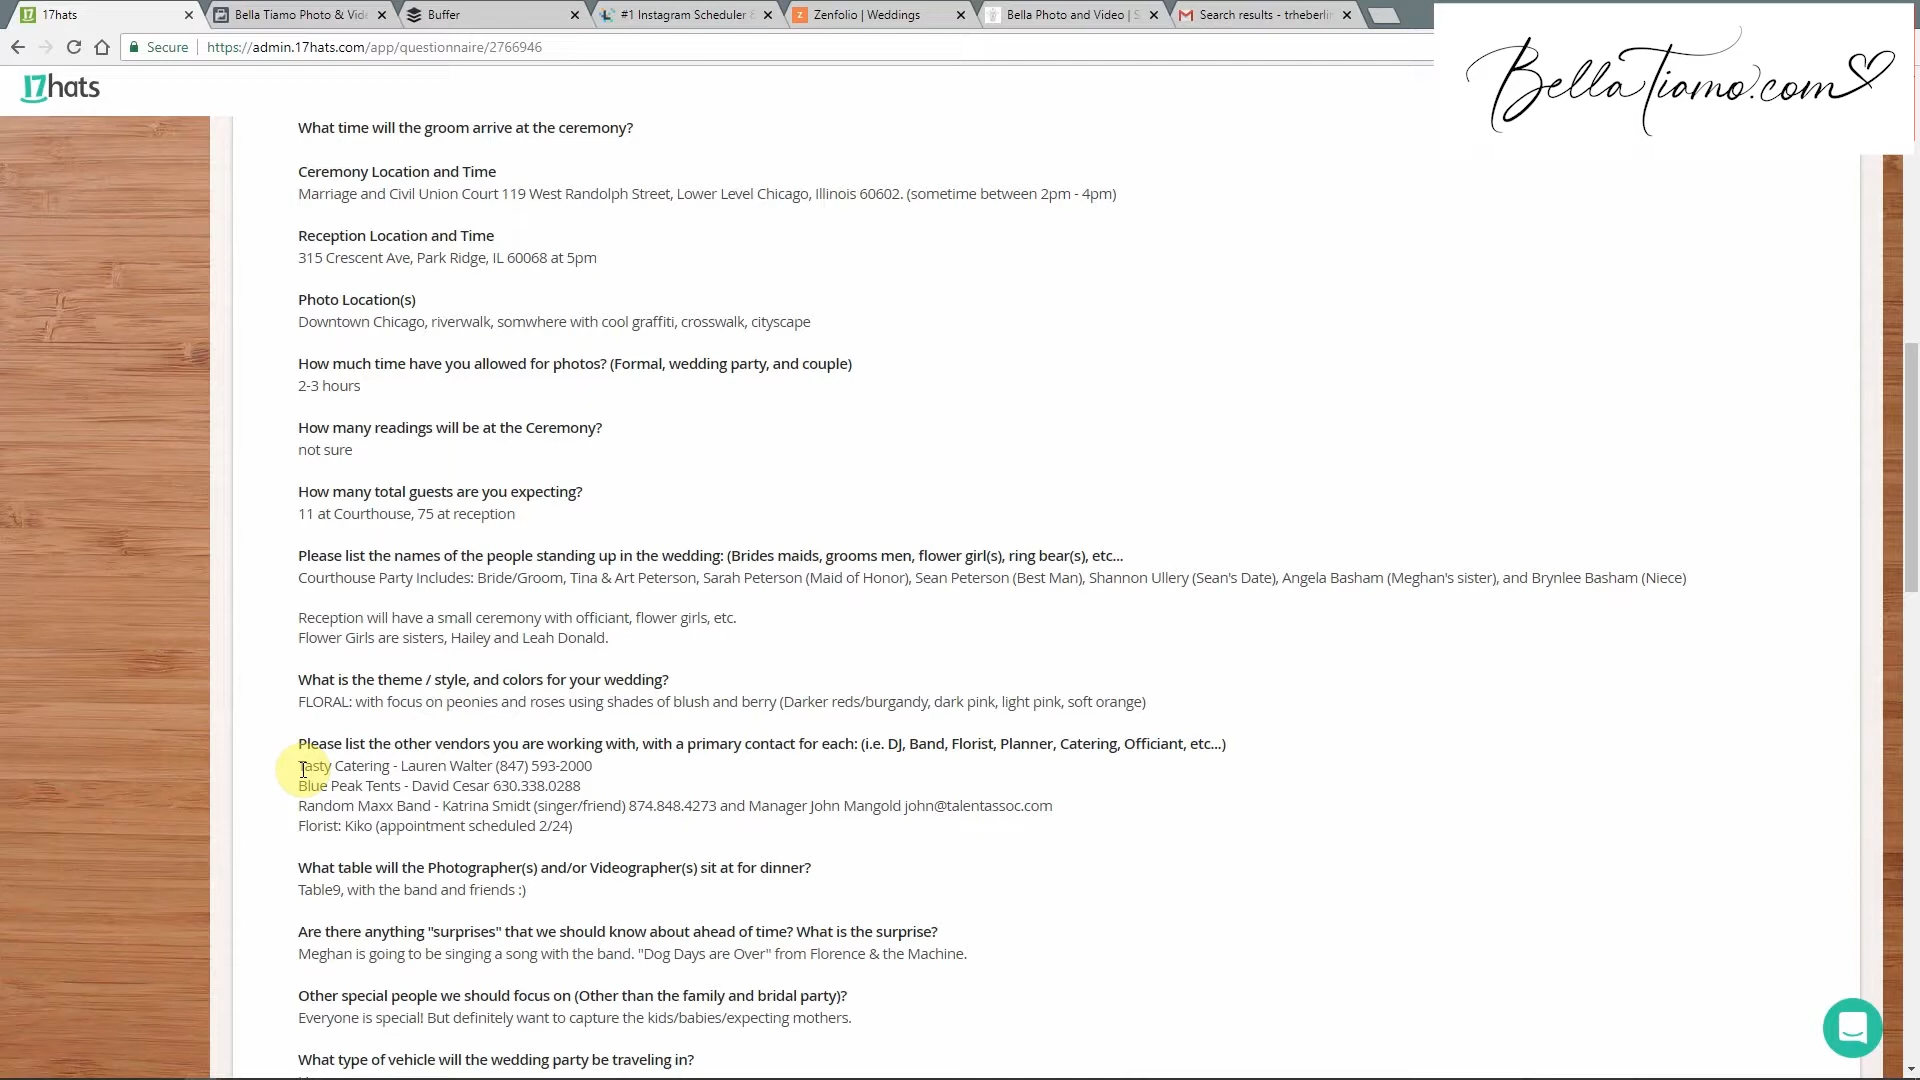 17hats
Bella Tiamo Photo & Vide
Buffer
#1 Instagram Scheduler
Zenfolio | Weddings
Bella Photo and Video | S
Search results - trheberlin
Secure
https://admin.17hats.com/app/questionnaire/2766946
BellaTiamo.com
17hats
What time will the groom arrive at the ceremony?
Ceremony Location and Time
Marriage and Civil Union Court 119 West Randolph Street, Lower Level Chicago, Illinois 60602. (sometime between 2pm - 4pm)
Reception Location and Time
315 Crescent Ave, Park Ridge, IL 60068 at 5pm
Photo Location(s)
Downtown Chicago, riverwalk, somwhere with cool graffiti, crosswalk, cityscape
How much time have you allowed for photos? (Formal, wedding party, and couple)
2-3 hours
How many readings will be at the Ceremony?
not sure
How many total guests are you expecting?
11 at Courthouse, 75 at reception
Please list the names of the people standing up in the wedding: (Brides maids, grooms men, flower girl(s), ring bear(s), etc...
Courthouse Party Includes: Bride/Groom, Tina & Art Peterson, Sarah Peterson (Maid of Honor), Sean Peterson (Best Man), Shannon Ullery (Sean's Date), Angela Basham (Meghan's sister), and Brynlee Basham (Niece)
Reception will have a small ceremony with officiant, flower girls, etc.
Flower Girls are sisters, Hailey and Leah Donald.
What is the theme / style, and colors for your wedding?
FLORAL: with focus on peonies and roses using shades of blush and berry (Darker reds/burgandy, dark pink, light pink, soft orange)
Please list the other vendors you are working with, with a primary contact for each: (i.e. DJ, Band, Florist, Planner, Catering, Officiant, etc...)
Tasty Catering - Lauren Walter (847) 593-2000
Blue Peak Tents - David Cesar 630.338.0288
Random Maxx Band - Katrina Smidt (singer/friend) 874.848.4273 and Manager John Mangold john@talentassoc.com
Florist: Kiko (appointment scheduled 2/24)
What table will the Photographer(s) and/or Videographer(s) sit at for dinner?
Table9, with the band and friends :)
Are there anything "surprises" that we should know about ahead of time? What is the surprise?
Meghan is going to be singing a song with the band. "Dog Days are Over" from Florence & the Machine.
Other special people we should focus on (Other than the family and bridal party)?
Everyone is special! But definitely want to capture the kids/babies/expecting mothers.
What type of vehicle will the wedding party be traveling in?